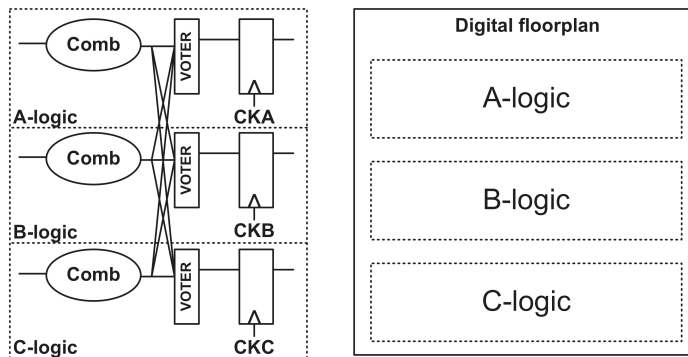 Comb
VOTER
A-logic
CKA
Comb
VOTER
B-logic
CKB
Comb
VOTER
C-logic
CKC
Digital floorplan
A-logic
B-logic
C-logic